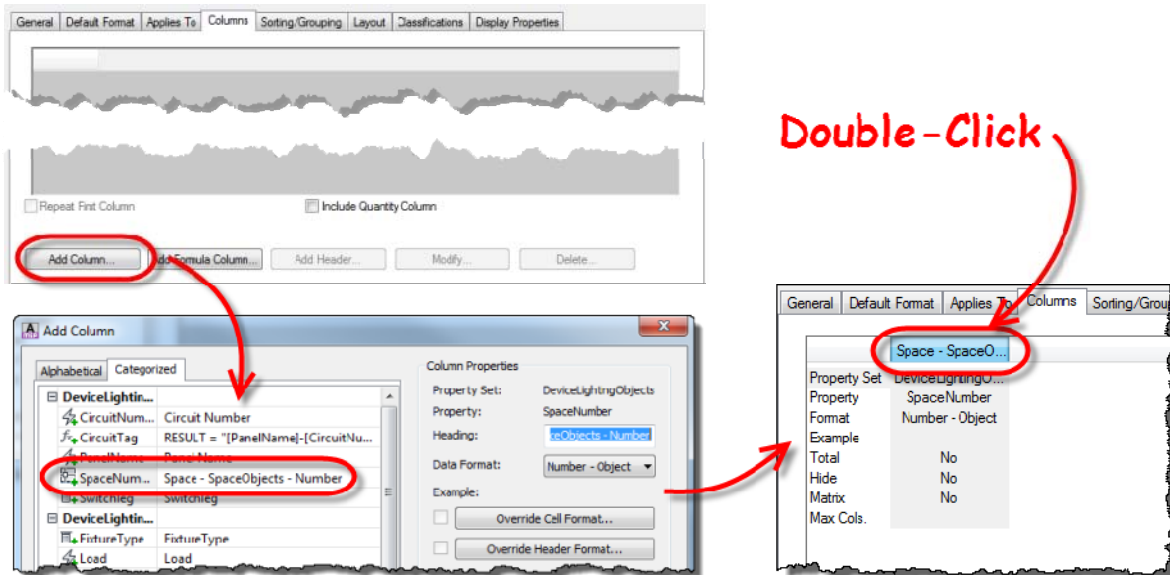 General Default Format Applies To Columns Sorting/Grouping Layout Classifications Display Properties
Repeat First Column Include Quantity Column
Add Column... Add Formula Column... Add Header... Modify... Delete...
Double-Click
Add Column
Alphabetical Categorized
DeviceLightin...
CircuitNum... Circuit Number
CircuitTag RESULT = "[PanelName]-[CircuitNu...
PanelName Panel Name
SpaceNum... Space - SpaceObjects - Number
Switchleg Switchleg
DeviceLightin...
FixtureType FixtureType
Load Load
Column Properties
Property Set: DeviceLightingObjects
Property: SpaceNumber
Heading: ceObjects - Number
Data Format: Number - Object
Example:
Override Cell Format...
Override Header Format...
General Default Format Applies To Columns Sorting/Group
Space - SpaceO...
Property Set DeviceLightingO...
Property SpaceNumber
Format Number - Object
Example
Total No
Hide No
Matrix No
Max Cols.